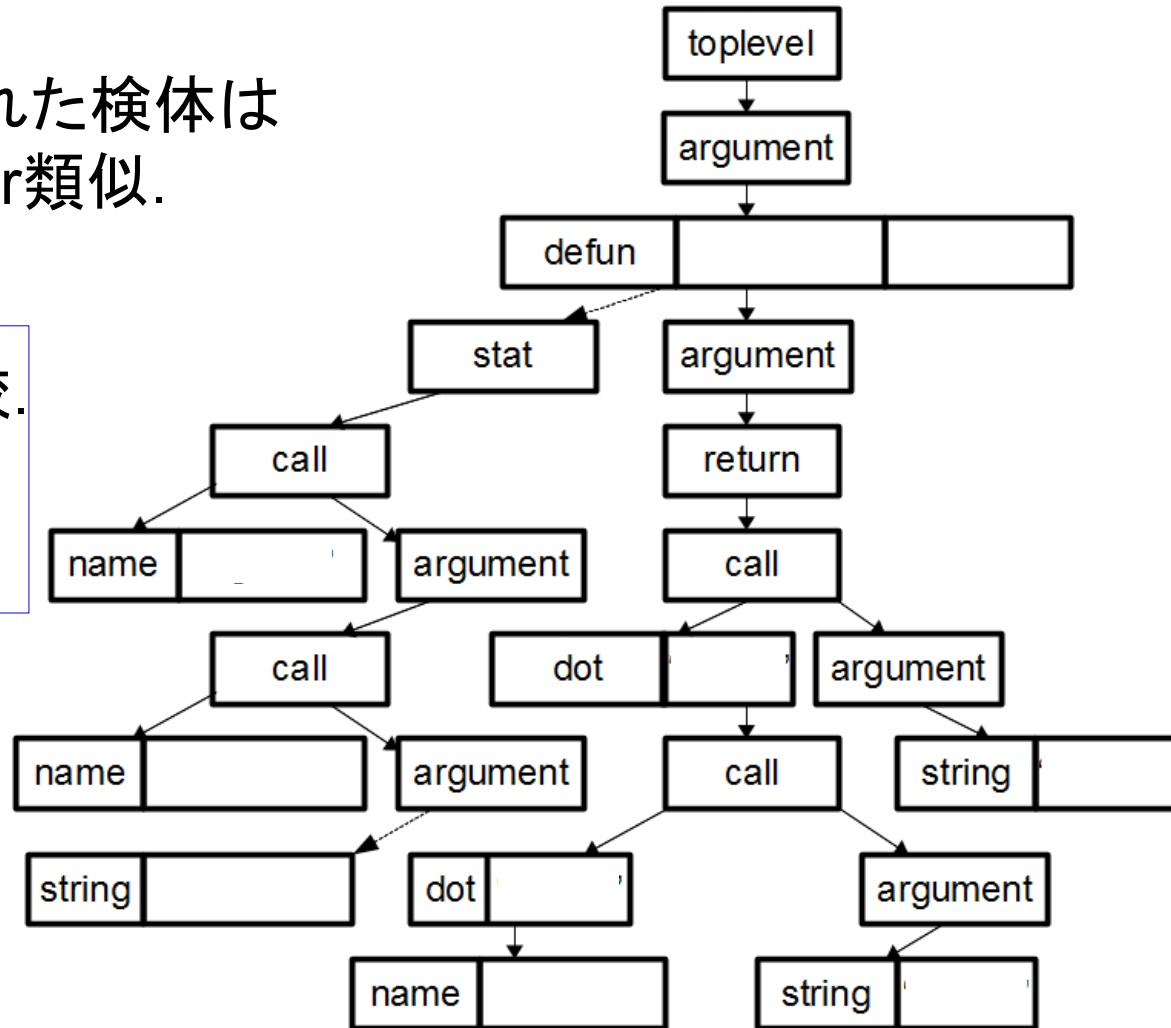 れた検体は
r類似.
.
toplevel
argument
defun
stat argument
call return
name ' argument call
call dot ‘ ’ argument
name argument call string ‘
string dot ’ argument
name string ‘ '